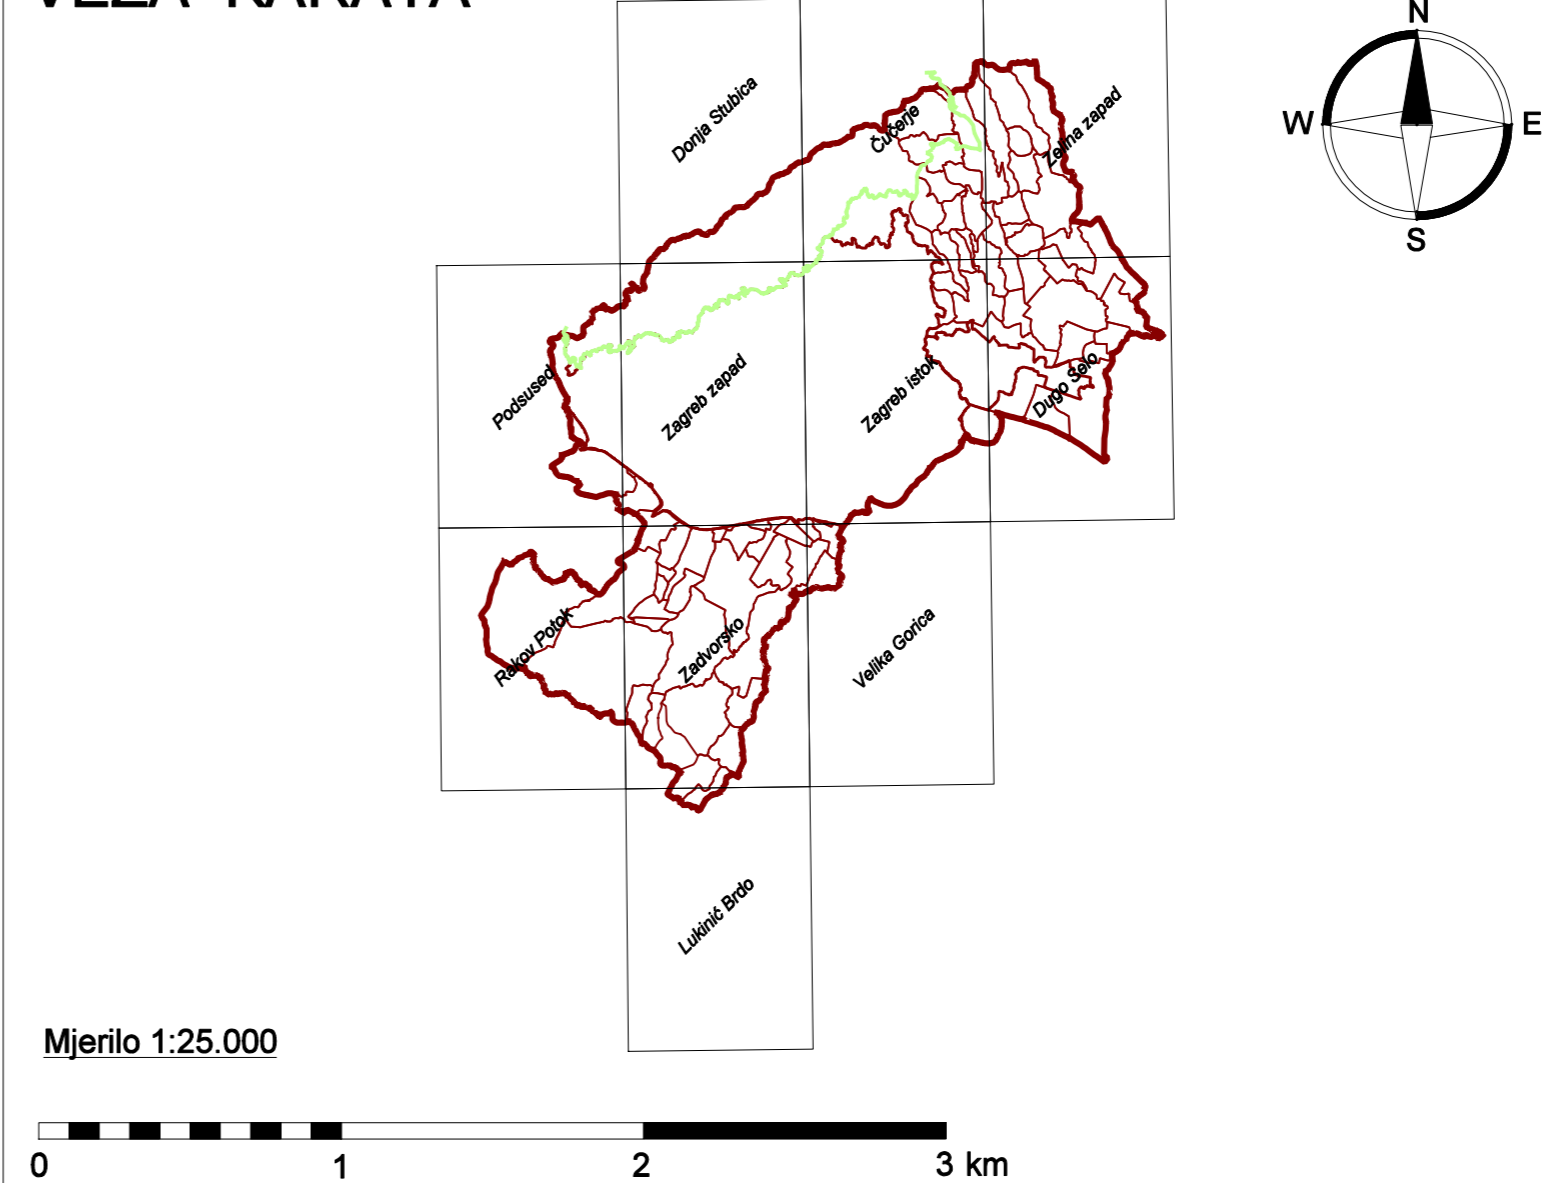 N
W E
S
Donja Stubica
Čučerje
Zelina zapad
Podsused
Zagreb zapad
Zagreb istok
Dugo Selo
Rakov Potok
Zadvorsko
Velika Gorica
Lukinić Brdo
Mjerilo 1:25.000
0 1 2 3 km